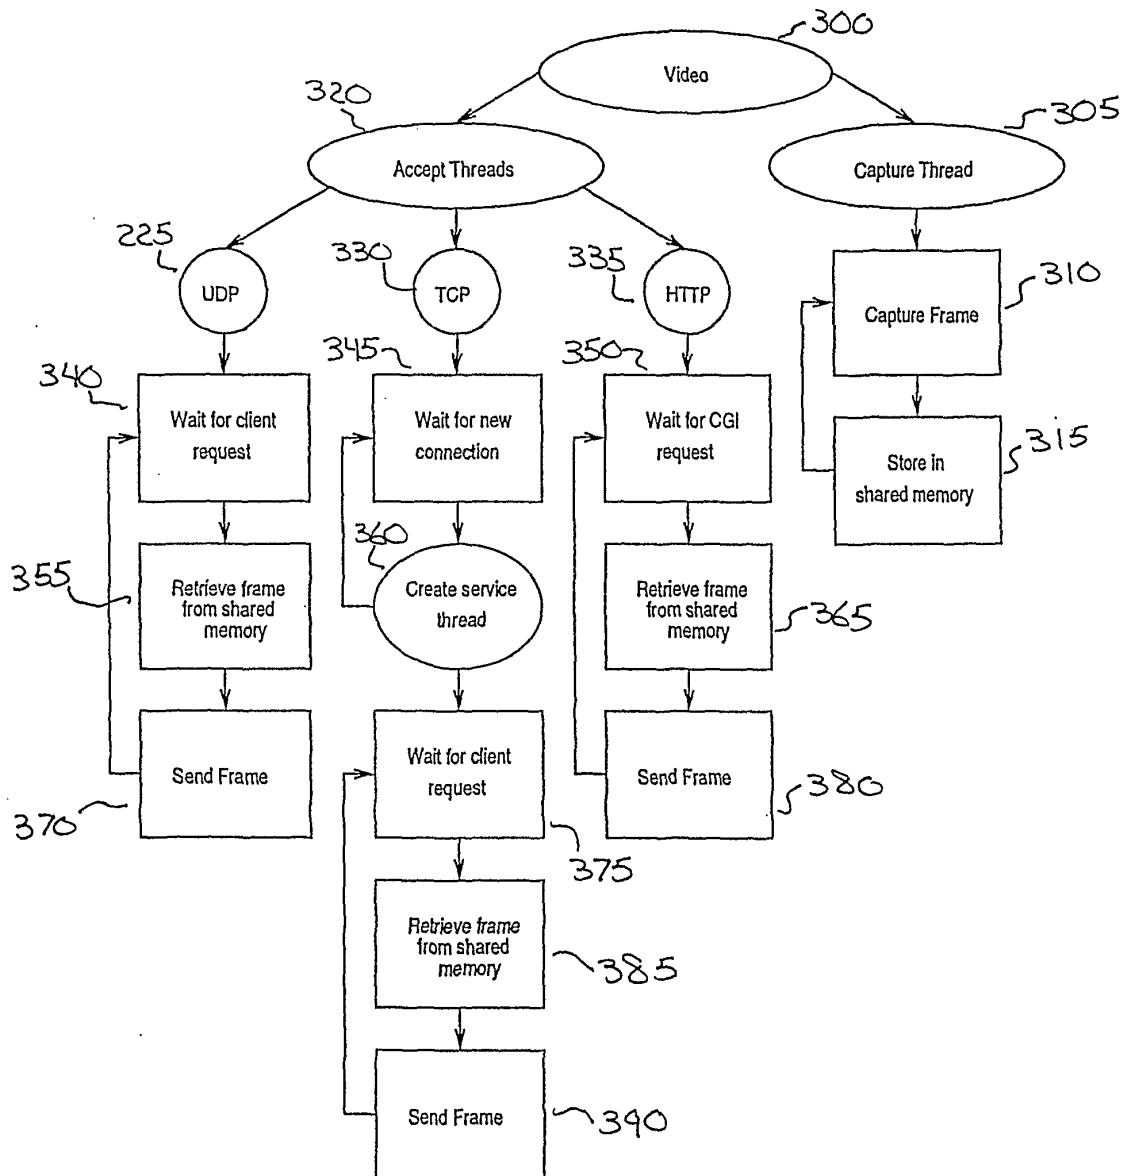 300
Video
320
305
Accept Threads
Capture Thread
225
330
335
UDP
TCP
HTTP
310
Capture Frame
345
350
340
Wait for client
request
Wait for new
connection
Wait for CGI
request
315
Store in
shared memory
360
355
Retrieve frame
from shared
memory
Create service
thread
Retrieve frame
from shared
memory
365
Send Frame
370
Wait for client
request
375
Send Frame
380
Retrieve frame
from shared
memory
385
Send Frame
390